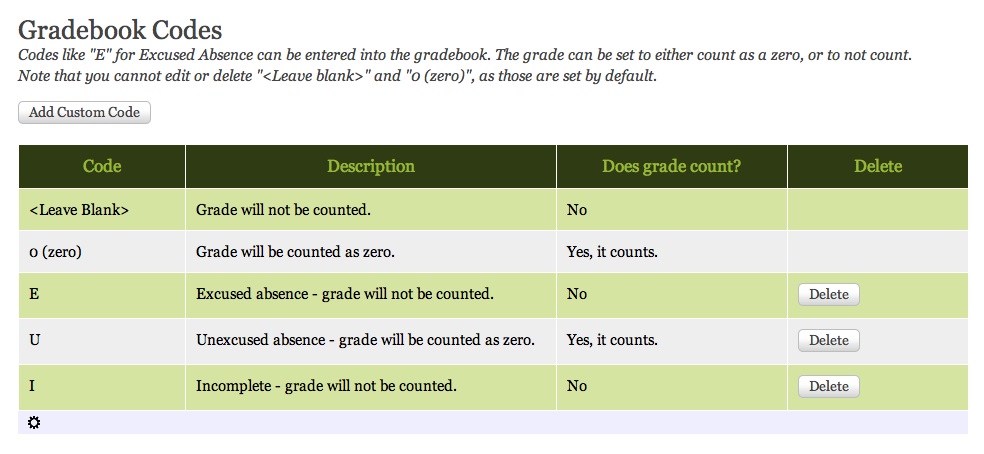 Gradebook Codes
Codes like "E" for Excused Absence can be entered into the gradebook. The grade can be set to either count as a zero, or to not count.
Note that you cannot edit or delete "<Leave blank>" and "0 (zero)", as those are set by default.
Add Custom Code
Code Description Does grade count? Delete
<Leave Blank> Grade will not be counted. No
0 (zero) Grade will be counted as zero. Yes, it counts.
E Excused absence - grade will not be counted. No Delete
U Unexcused absence - grade will be counted as zero. Yes, it counts. Delete
I Incomplete - grade will not be counted. No Delete